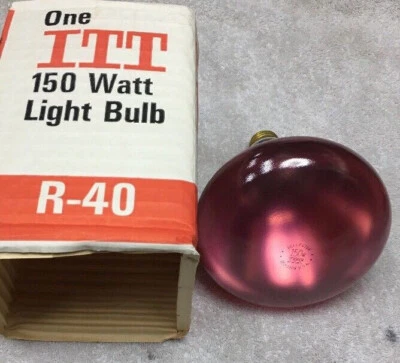 One
ITT
150 Watt
Light Bulb
R-40